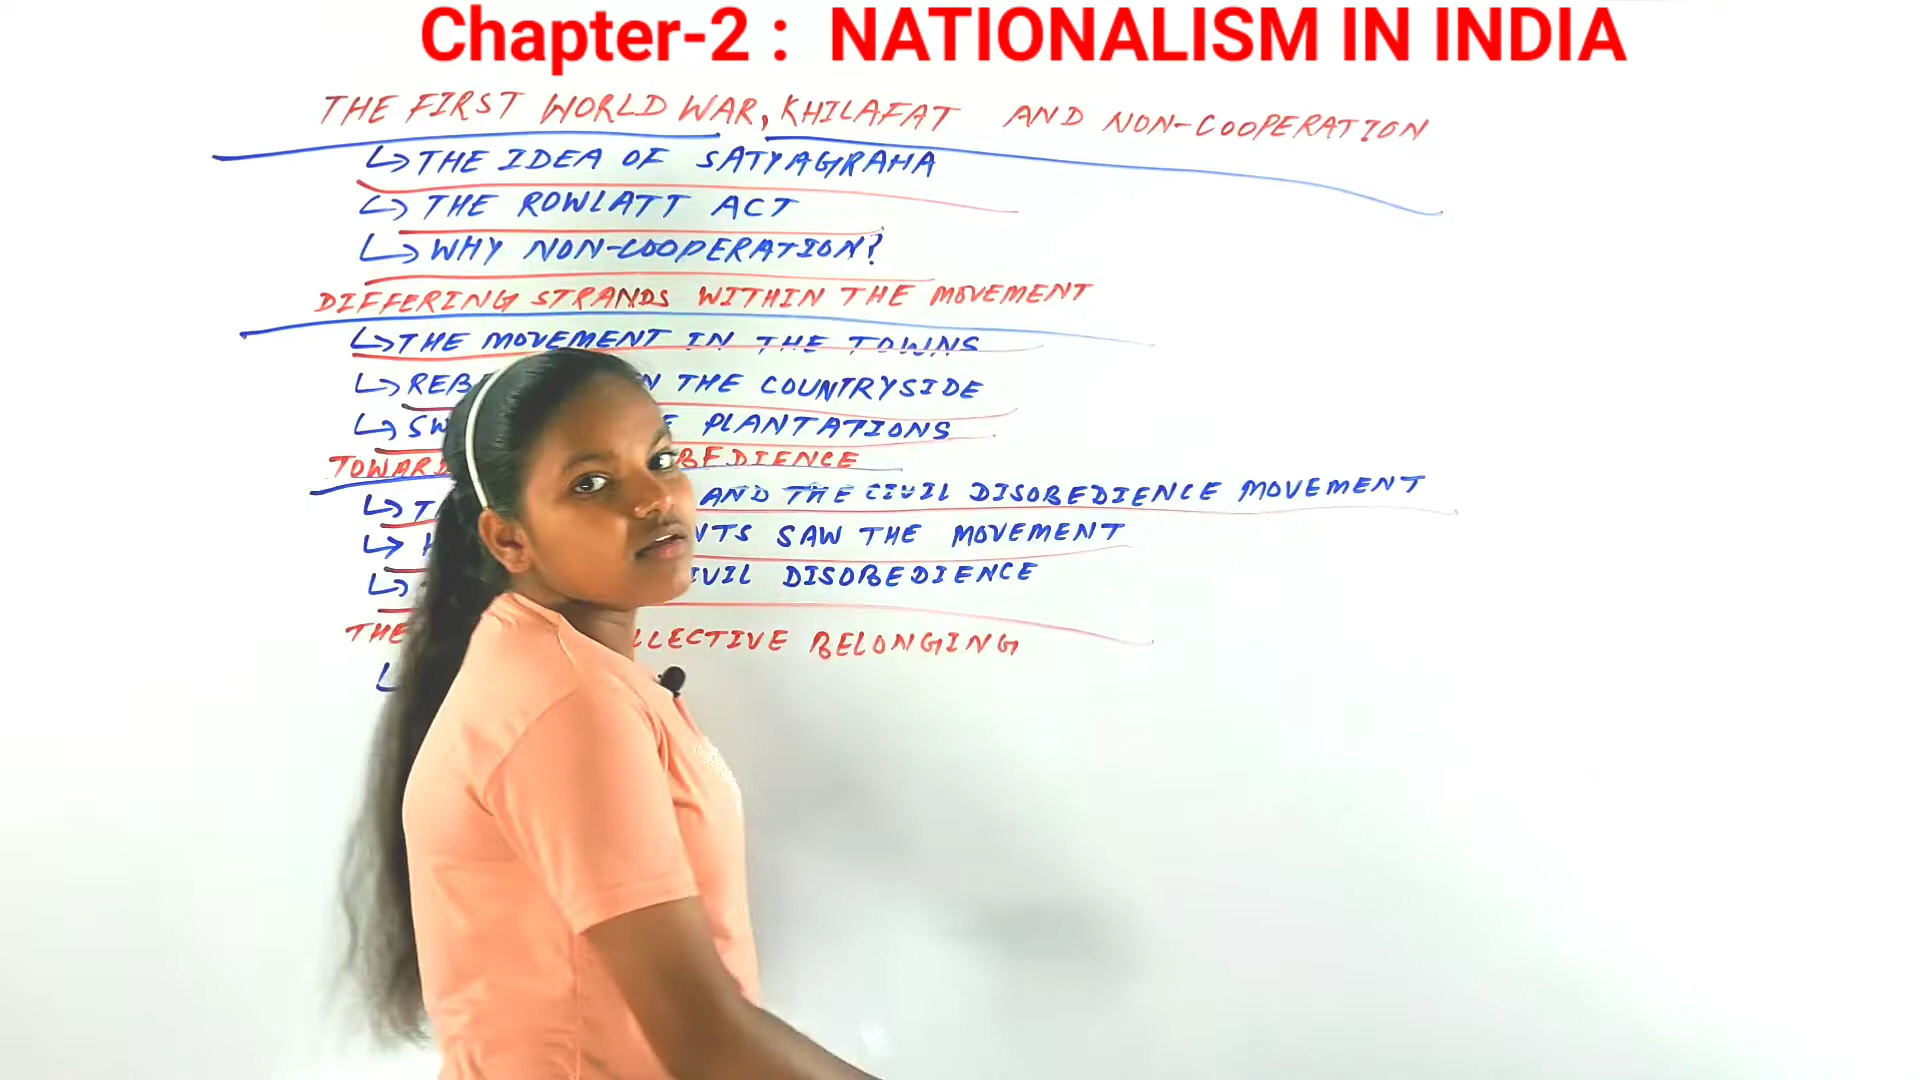 Chapter-2 : NATIONALISM IN INDIA
THE FIRST WORLD WAR, KHILAFAT AND NON-COOPERATION
↳ THE IDEA OF SATYAGRAHA
↳ THE ROWLATT ACT
↳ WHY NON-COOPERATION?
DIFFERING STRANDS WITHIN THE MOVEMENT
↳ THE MOVEMENT IN THE TOWNS
↳ THE COUNTRYSIDE
↳ PLANTATIONS
↳ AND THE CIVIL DISOBEDIENCE MOVEMENT
↳ SAW THE MOVEMENT
↳ DISOBEDIENCE
THE BELONGING